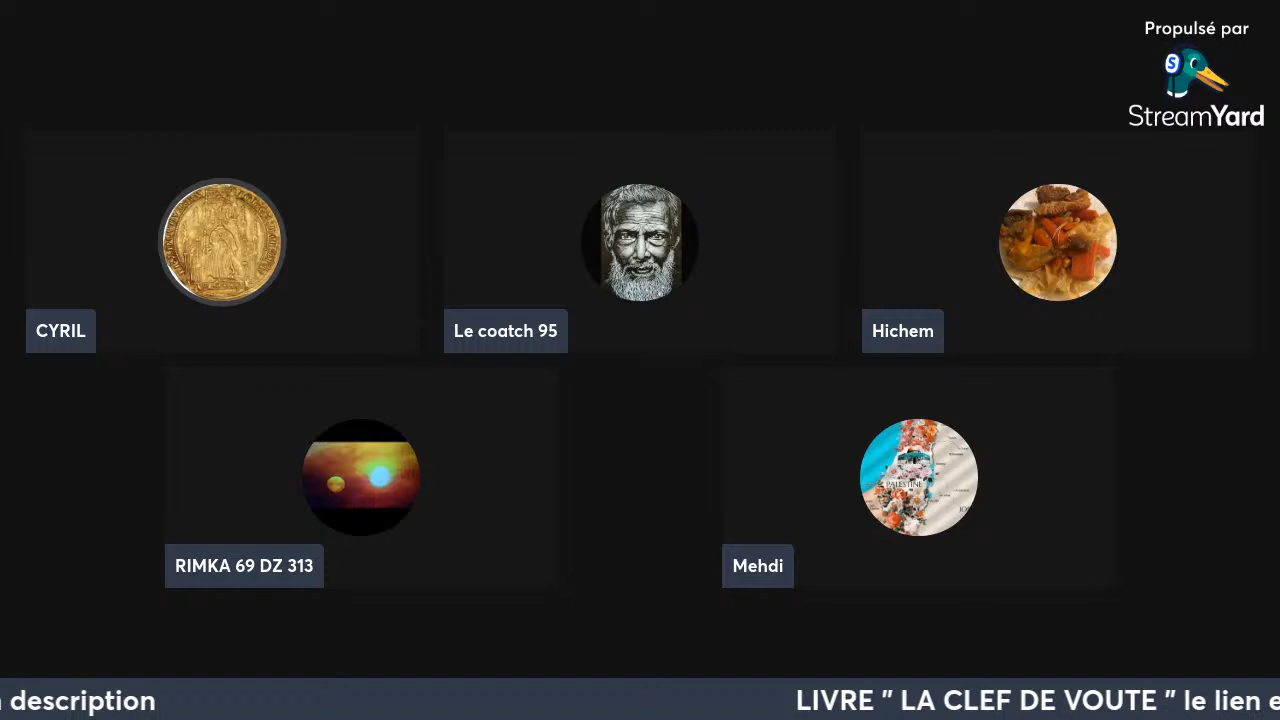 Propulsé par
StreamYard
CYRIL
Le coatch 95
Hichem
PALESTINE
RIMKA 69 DZ 313
Mehdi
description
LIVRE " LA CLEF DE VOUTE " le lien e